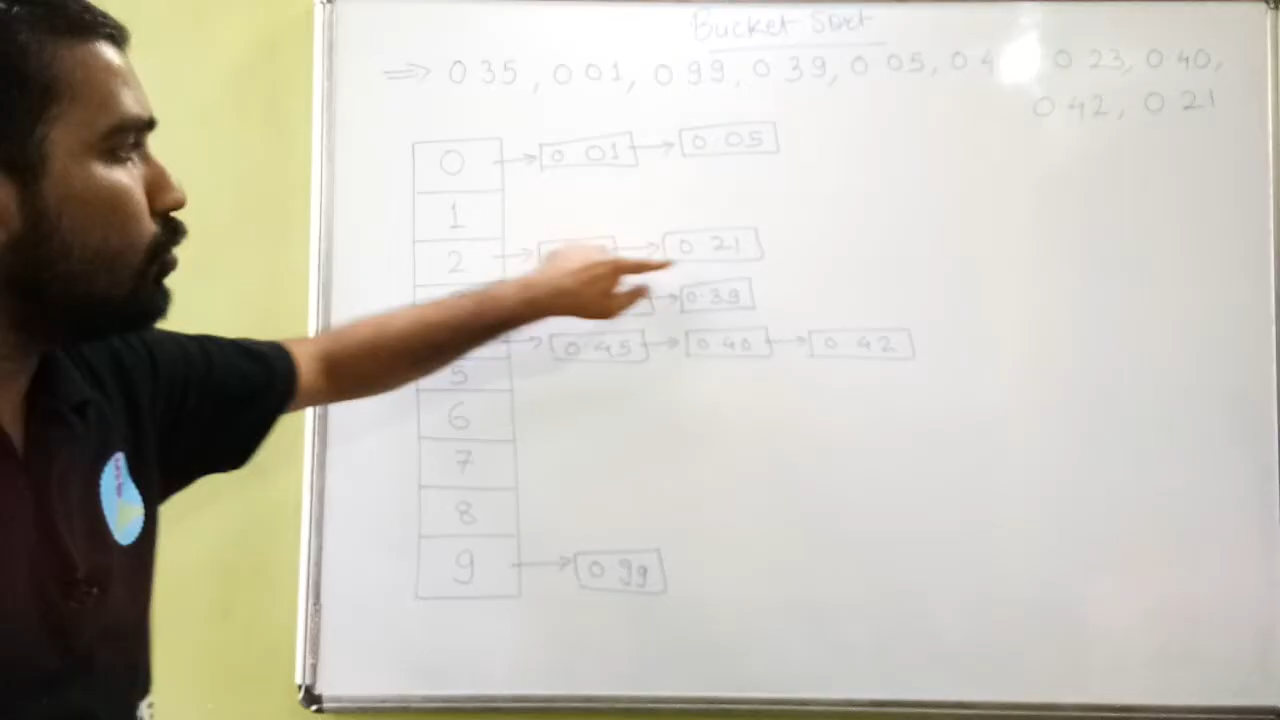 Bucket Sort
⇒ 0 35, 0 01, 0 99, 0 39, 0 05, 0 4 0 23, 0 40,
0 42, 0 21
0 → 0 01 → 0 05
1
2 → → 0 21
→ 0.39
→ 0 45 → 0 40 → 0 42
5
6
7
8
9 → 0 99